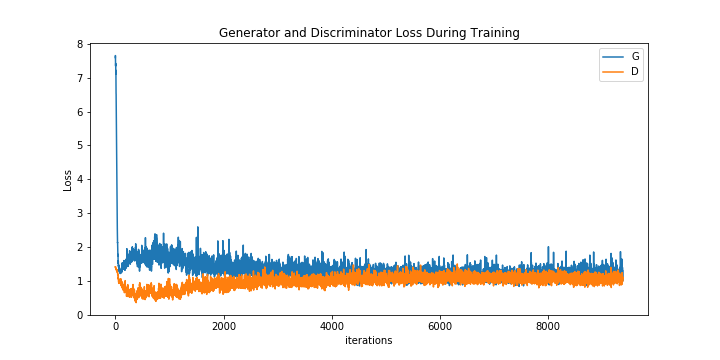 Generator and Discriminator Loss During Training
G
D
8
7
6
5
4
3
2
1
0
Loss
0 2000 4000 6000 8000
iterations